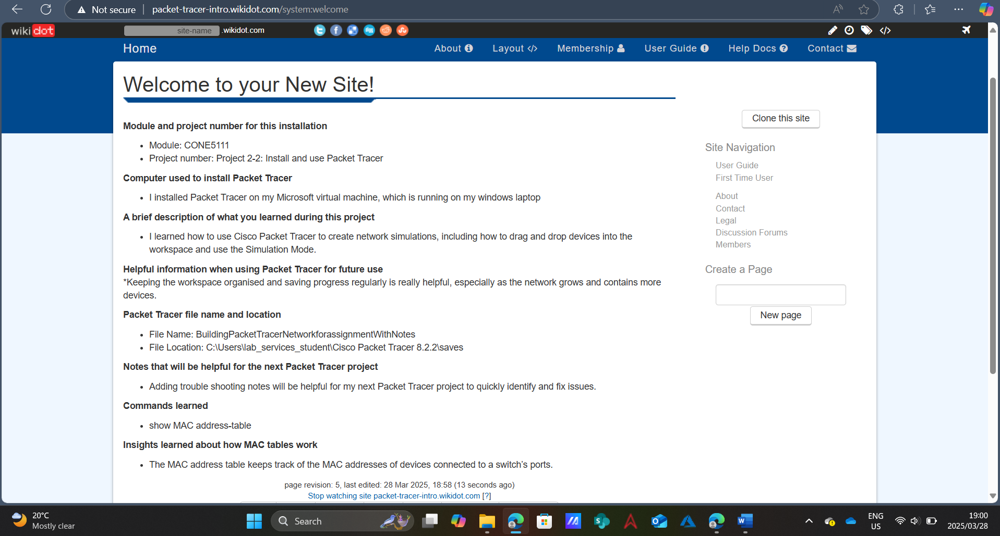 Not secure packet-tracer-intro.wikidot.com/system:welcome
wikidot site-name .wikidot.com
Home About Layout Membership User Guide Help Docs Contact
Welcome to your New Site!
Module and project number for this installation
• Module: CONE5111
• Project number: Project 2-2: Install and use Packet Tracer
Computer used to install Packet Tracer
• I installed Packet Tracer on my Microsoft virtual machine, which is running on my windows laptop
A brief description of what you learned during this project
• I learned how to use Cisco Packet Tracer to create network simulations, including how to drag and drop devices into the
workspace and use the Simulation Mode.
Helpful information when using Packet Tracer for future use
*Keeping the workspace organised and saving progress regularly is really helpful, especially as the network grows and contains more
devices.
Packet Tracer file name and location
• File Name: BuildingPacketTracerNetworkforassignmentWithNotes
• File Location: C:\Users\lab_services_student\Cisco Packet Tracer 8.2.2\saves
Notes that will be helpful for the next Packet Tracer project
• Adding trouble shooting notes will be helpful for my next Packet Tracer project to quickly identify and fix issues.
Commands learned
• show MAC address-table
Insights learned about how MAC tables work
• The MAC address table keeps track of the MAC addresses of devices connected to a switch’s ports.
page revision: 5, last edited: 28 Mar 2025, 18:58 (13 seconds ago)
Stop watching site packet-tracer-intro.wikidot.com [?]
Clone this site
Site Navigation
User Guide
First Time User
About
Contact
Legal
Discussion Forums
Members
Create a Page
New page
20°C
Mostly clear
Search
ENG
US
19:00
2025/03/28